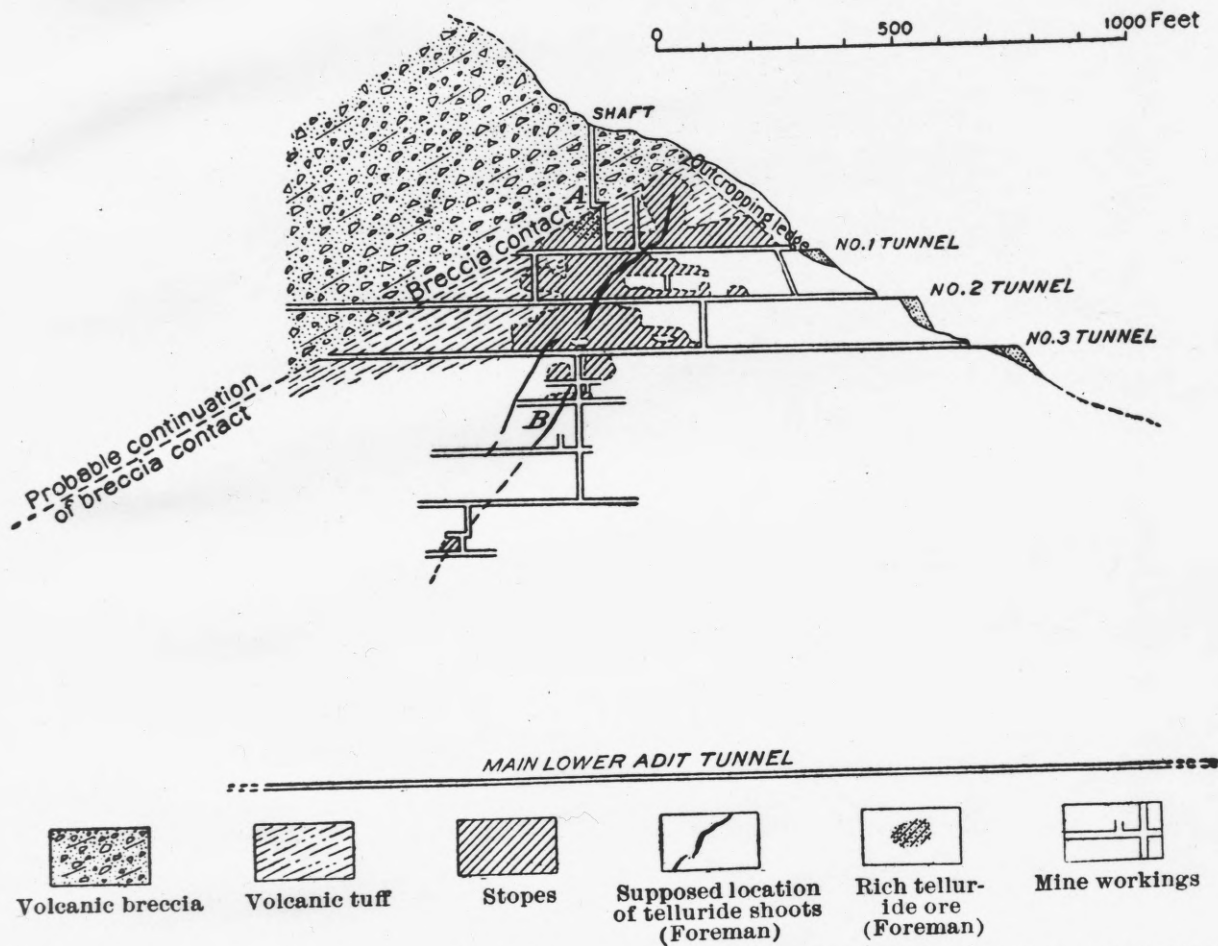 0 500 1000 Feet
SHAFT
A
Outcropping ledge
Breccia contact
NO.1 TUNNEL
NO.2 TUNNEL
NO.3 TUNNEL
B
Probable continuation
of breccia contact
MAIN LOWER ADIT TUNNEL
Volcanic breccia
Volcanic tuff
Stopes
Supposed location
of telluride shoots
(Foreman)
Rich tellur-
ide ore
(Foreman)
Mine workings